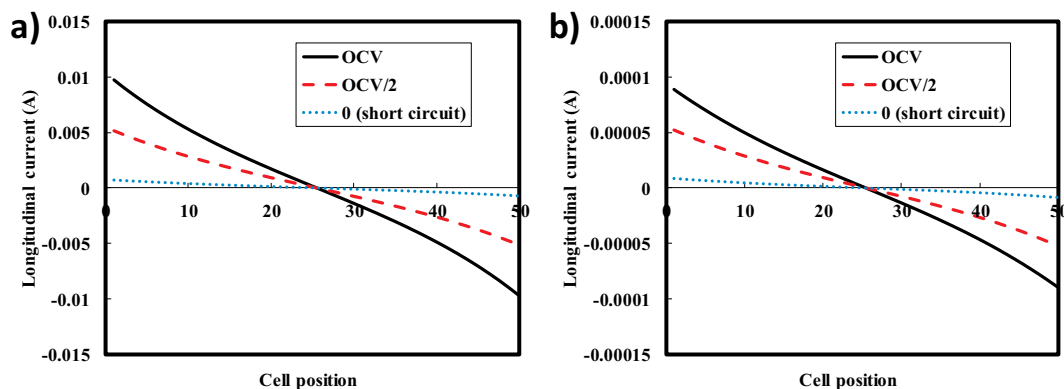 a)
Longitudinal current (A)
0.015
0.01
0.005
0
-0.005
-0.01
-0.015
OCV
OCV/2
0 (short circuit)
0 10 20 30 40 50
Cell position
b)
Longitudinal current (A)
0.00015
0.0001
0.00005
0
-0.00005
-0.0001
-0.00015
OCV
OCV/2
0 (short circuit)
0 10 20 30 40 50
Cell position